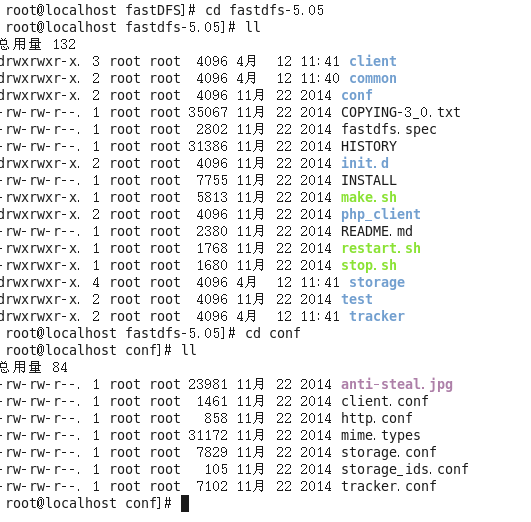 root@localhost fastDFS]# cd fastdfs-5.05
root@localhost fastdfs-5.05]# ll
总用量 132
drwxrwxr-x. 3 root root 4096 4月 12 11:41 client
drwxrwxr-x. 2 root root 4096 4月 12 11:40 common
drwxrwxr-x. 2 root root 4096 11月 22 2014 conf
-rw-rw-r--. 1 root root 35067 11月 22 2014 COPYING-3_0.txt
-rw-rw-r--. 1 root root 2802 11月 22 2014 fastdfs.spec
-rw-rw-r--. 1 root root 31386 11月 22 2014 HISTORY
drwxrwxr-x. 2 root root 4096 11月 22 2014 init.d
-rw-rw-r--. 1 root root 7755 11月 22 2014 INSTALL
-rwxrwxr-x. 1 root root 5813 11月 22 2014 make.sh
drwxrwxr-x. 2 root root 4096 11月 22 2014 php_client
-rw-rw-r--. 1 root root 2380 11月 22 2014 README.md
-rwxrwxr-x. 1 root root 1768 11月 22 2014 restart.sh
-rwxrwxr-x. 1 root root 1680 11月 22 2014 stop.sh
drwxrwxr-x. 4 root root 4096 4月 12 11:41 storage
drwxrwxr-x. 2 root root 4096 11月 22 2014 test
drwxrwxr-x. 2 root root 4096 4月 12 11:41 tracker
root@localhost fastdfs-5.05]# cd conf
root@localhost conf]# ll
总用量 84
-rw-rw-r--. 1 root root 23981 11月 22 2014 anti-steal.jpg
-rw-rw-r--. 1 root root 1461 11月 22 2014 client.conf
-rw-rw-r--. 1 root root 858 11月 22 2014 http.conf
-rw-rw-r--. 1 root root 31172 11月 22 2014 mime.types
-rw-rw-r--. 1 root root 7829 11月 22 2014 storage.conf
-rw-rw-r--. 1 root root 105 11月 22 2014 storage_ids.conf
-rw-rw-r--. 1 root root 7102 11月 22 2014 tracker.conf
root@localhost conf]#